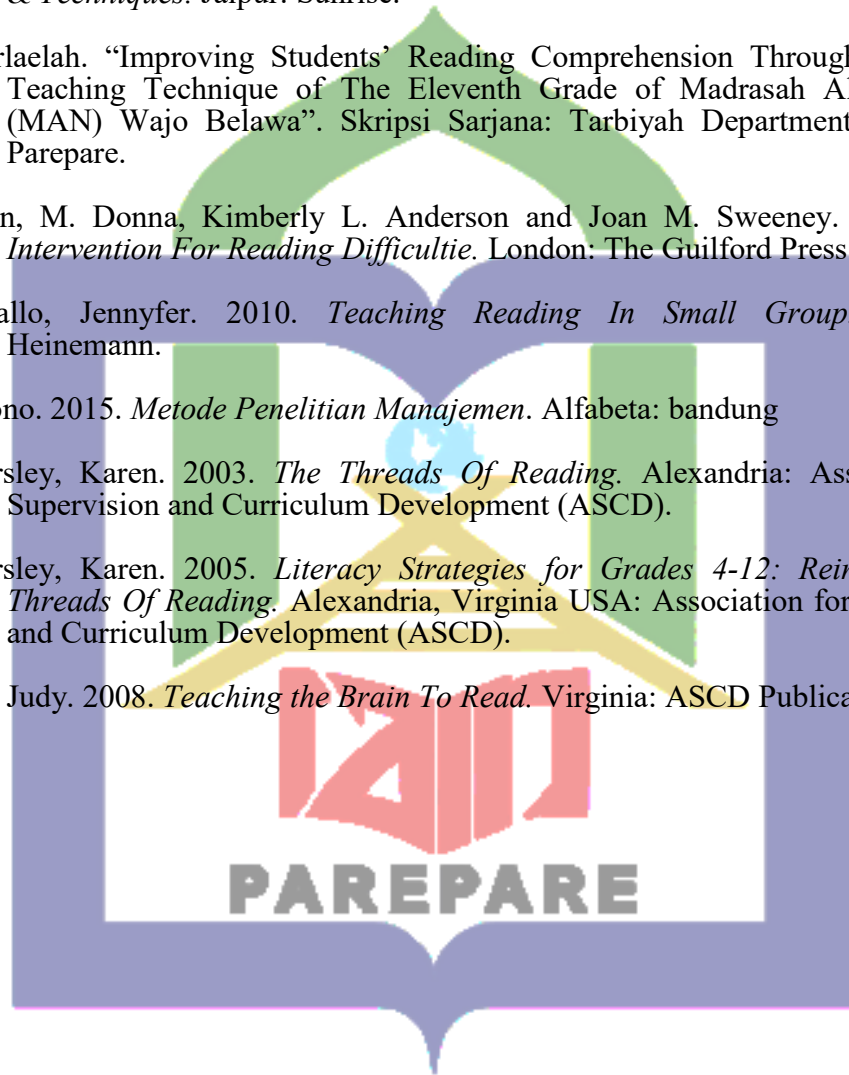 & Techniques. Jaipur: Sunrise.
rlaelah. “Improving Students’ Reading Comprehension Through
Teaching Technique of The Eleventh Grade of Madrasah Al
(MAN) Wajo Belawa”. Skripsi Sarjana: Tarbiyah Department
Parepare.
n, M. Donna, Kimberly L. Anderson and Joan M. Sweeney.
Intervention For Reading Difficultie. London: The Guilford Press
allo, Jennyfer. 2010. Teaching Reading In Small Group
Heinemann.
ono. 2015. Metode Penelitian Manajemen. Alfabeta: bandung
rsley, Karen. 2003. The Threads Of Reading. Alexandria: Ass
Supervision and Curriculum Development (ASCD).
rsley, Karen. 2005. Literacy Strategies for Grades 4-12: Rein
Threads Of Reading. Alexandria, Virginia USA: Association for
and Curriculum Development (ASCD).
Judy. 2008. Teaching the Brain To Read. Virginia: ASCD Publica
iain
PAREPARE